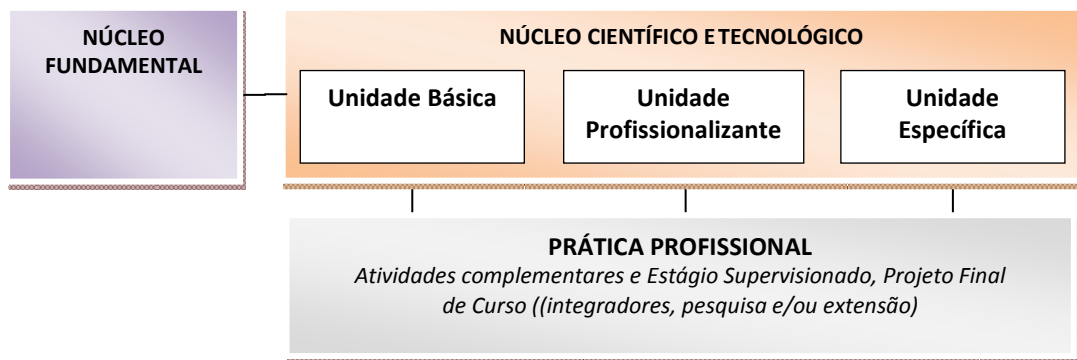 NÚCLEO
FUNDAMENTAL
NÚCLEO CIENTÍFICO E TECNOLÓGICO
Unidade Básica
Unidade
Profissionalizante
Unidade
Específica
PRÁTICA PROFISSIONAL
Atividades complementares e Estágio Supervisionado, Projeto Final
de Curso ((integradores, pesquisa e/ou extensão)